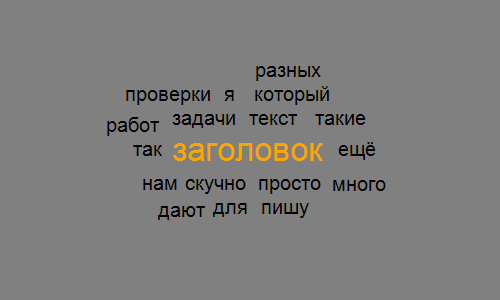 разных
проверки я который
работ задачи текст такие
так заголовок ещё
нам скучно просто много
дают для пишу